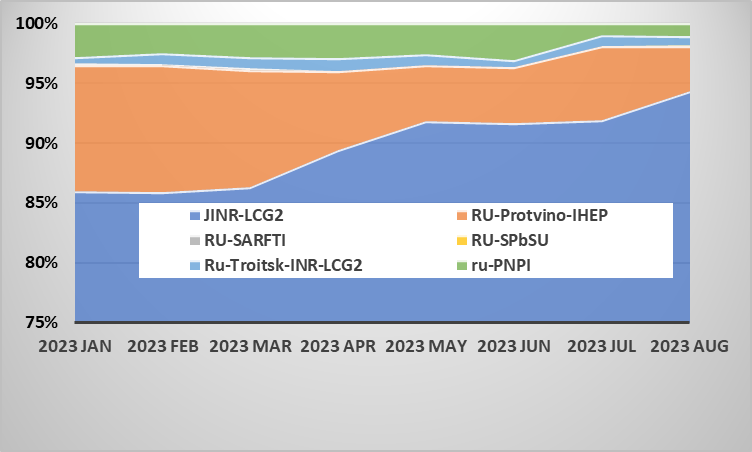 100%
95%
90%
85%
80%
75%
JINR-LCG2 RU-Protvino-IHEP
RU-SARFTI RU-SPbSU
Ru-Troitsk-INR-LCG2 ru-PNPI
2023 JAN 2023 FEB 2023 MAR 2023 APR 2023 MAY 2023 JUN 2023 JUL 2023 AUG